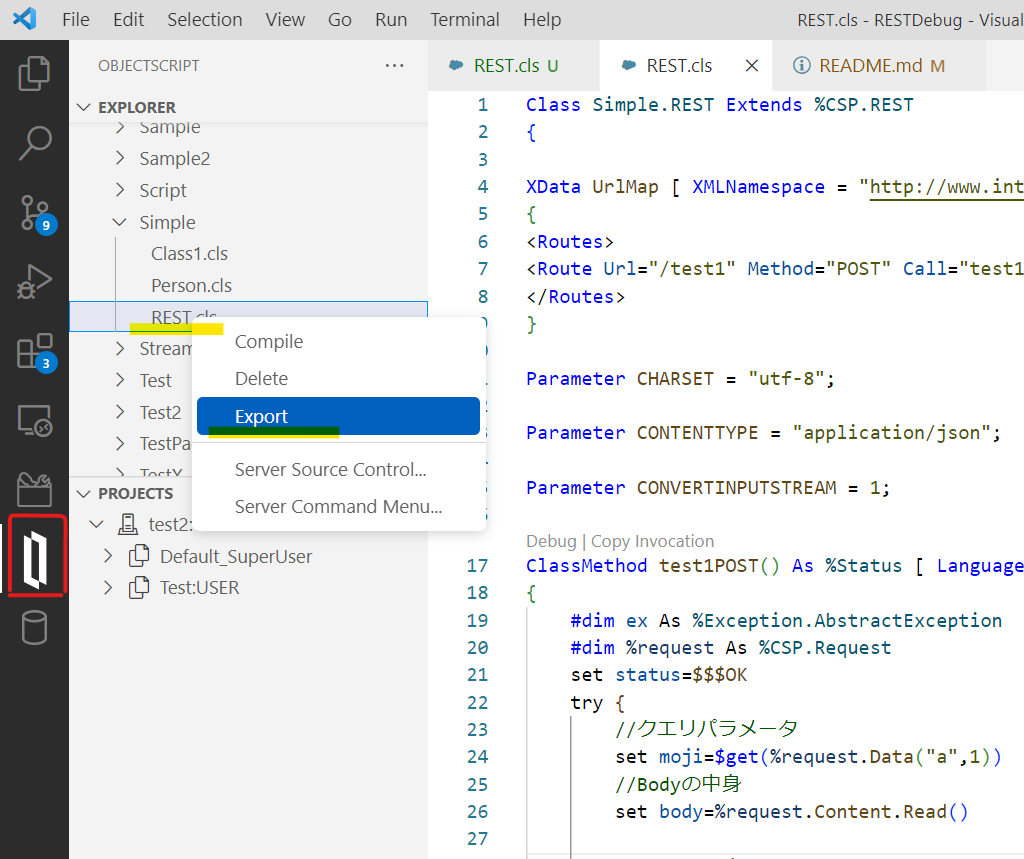 File Edit Selection View Go Run Terminal Help REST.cls - RESTDebug - Visual
OBJECTSCRIPT ...
REST.cls U REST.cls README.md M
EXPLORER
Sample
Sample2
Script
Simple
Class1.cls
Person.cls
REST.cls
Stream
Test
Test2
TestPa
TestX
Compile
Delete
Export
Server Source Control...
Server Command Menu...
PROJECTS
test2:
Default_SuperUser
Test:USER
9
3
1 Class Simple.REST Extends %CSP.REST
2 {
3
4 XData UrlMap [ XMLNamespace = "http://www.int
5 {
6 <Routes>
7 <Route Url="/test1" Method="POST" Call="test1
8 </Routes>
}
Parameter CHARSET = "utf-8";
Parameter CONTENTTYPE = "application/json";
Parameter CONVERTINPUTSTREAM = 1;
Debug | Copy Invocation
17 ClassMethod test1POST() As %Status [ Language
18 {
19 #dim ex As %Exception.AbstractException
20 #dim %request As %CSP.Request
21 set status=$$$OK
22 try {
23 //クエリパラメータ
24 set moji=$get(%request.Data("a",1))
25 //Bodyの中身
26 set body=%request.Content.Read()
27